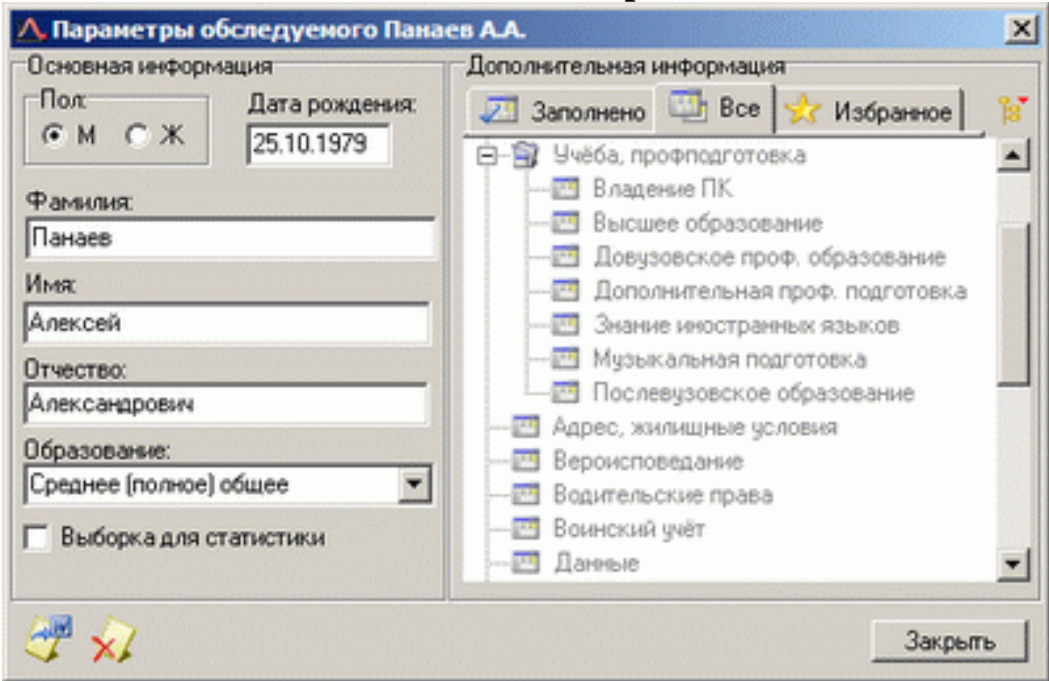 Параметры обследуемого Панаев А.А.
Основная информация
Пол:
М Ж
Дата рождения:
25.10.1979
Фамилия:
Панаев
Имя:
Алексей
Отчество:
Александрович
Образование:
Среднее (полное) общее
Выборка для статистики
Дополнительная информация
Заполнено Все Избранное
Учёба, профподготовка
Владение ПК
Высшее образование
Довузовское проф. образование
Дополнительная проф. подготовка
Знание иностранных языков
Музыкальная подготовка
Послевузовское образование
Адрес, жилищные условия
Вероисповедание
Водительские права
Воинский учёт
Данные
Закрыть